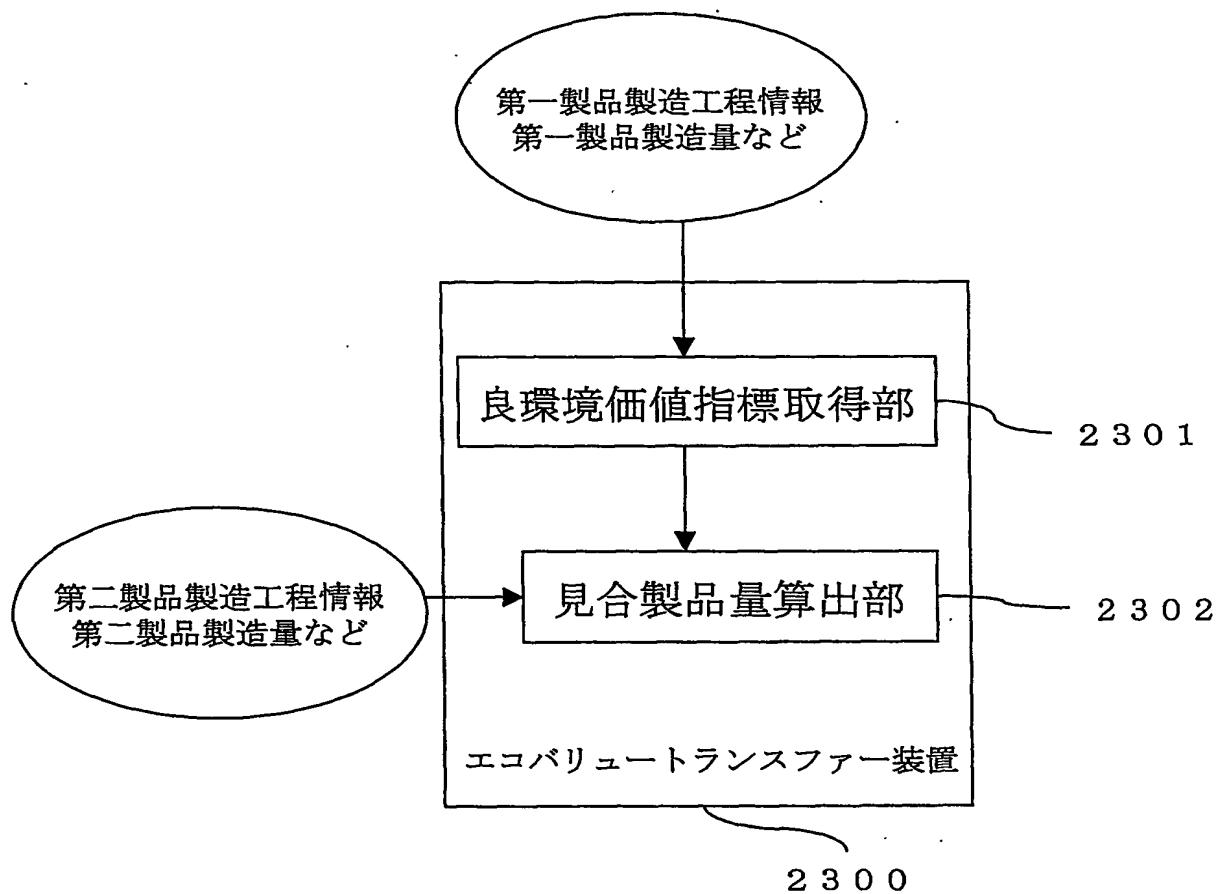 第一製品製造工程情報
第一製品製造量など
良環境価値指標取得部
２３０１
見合製品量算出部
２３０２
第二製品製造工程情報
第二製品製造量など
エコバリュートランスファー装置
２３００